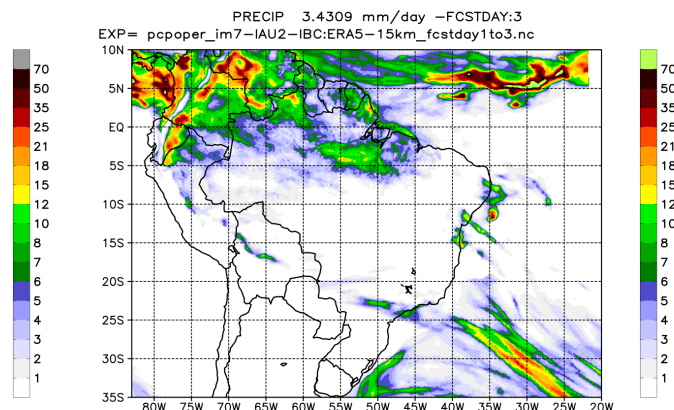 PRECIP 3.4309 mm/day −FCSTDAY:3
EXP= pcpoper_im7−IAU2−IBC:ERA5−15km_fcstday1to3.nc
70
50
35
25
21
18
15
12
10
8
7
6
5
4
3
2
1
10N
5N
EQ
5S
10S
15S
20S
25S
30S
35S
80W 75W 70W 65W 60W 55W 50W 45W 40W 35W 30W 25W 20W
70
50
35
25
21
18
15
12
10
8
7
6
5
4
3
2
1